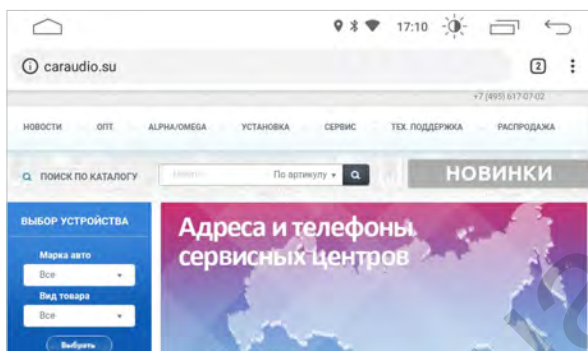 17:10
caraudio.su
2
+7 (495) 617-07-02
НОВОСТИ ОПТ ALPHA/OMEGA УСТАНОВКА СЕРВИС ТЕХ. ПОДДЕРЖКА РАСПРОДАЖА
ПОИСК ПО КАТАЛОГУ По артикулу НОВИНКИ
ВЫБОР УСТРОЙСТВА
Марка авто
Все
Вид товара
Все
Выбрать
Адреса и телефоны
сервисных центров